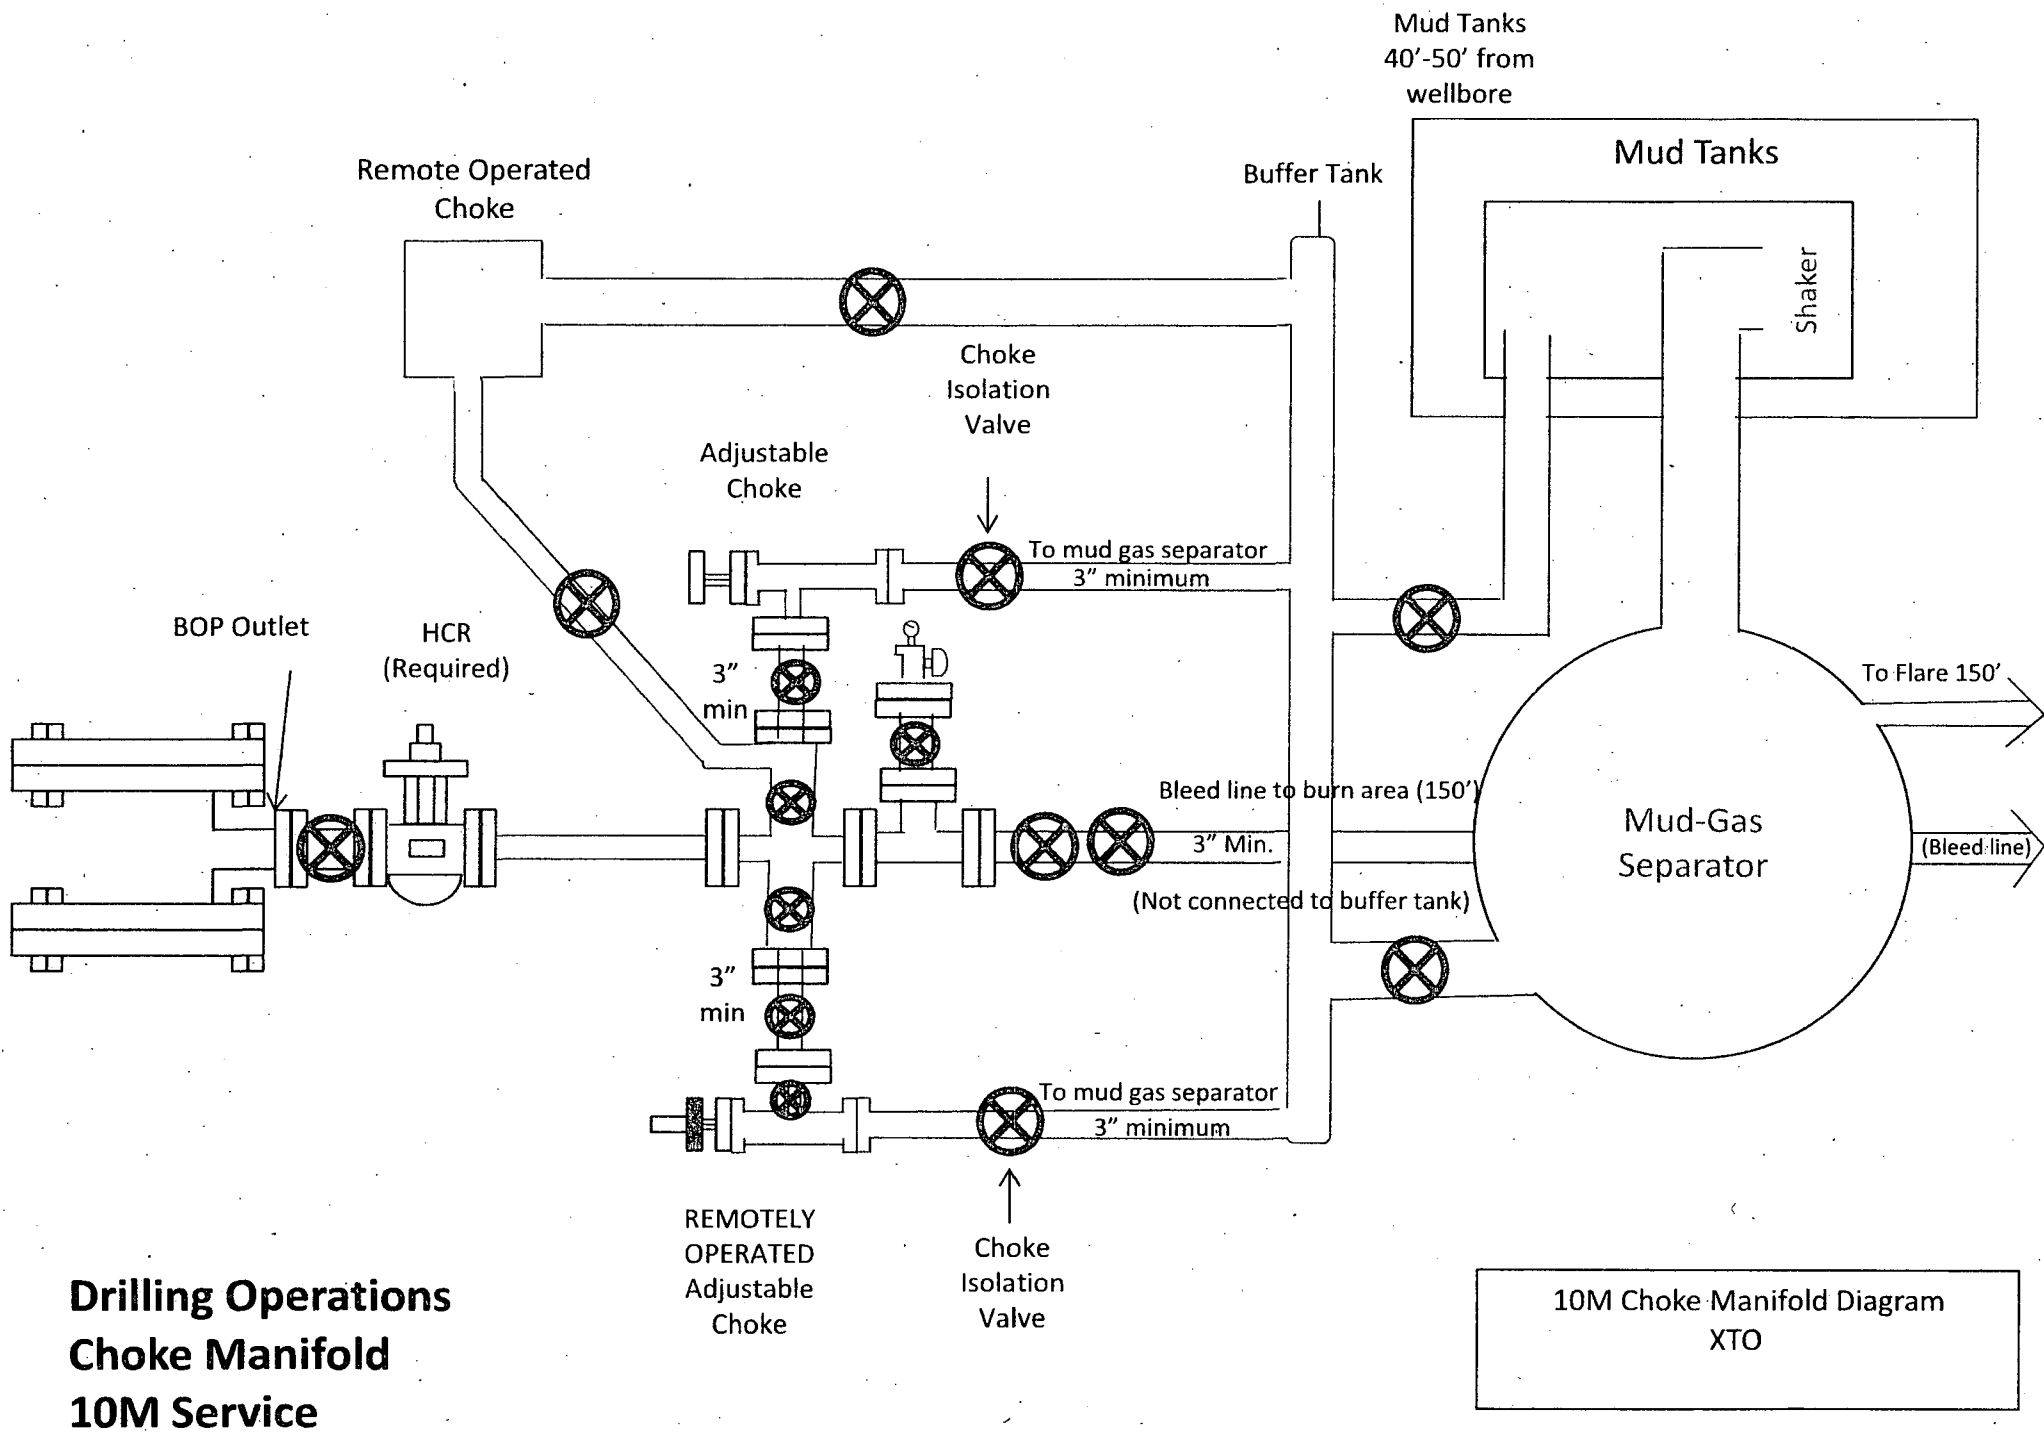 Mud Tanks
40’-50’ from
wellbore
Mud Tanks
Shaker
Remote Operated
Choke
Buffer Tank
Choke
Isolation
Valve
Adjustable
Choke
To mud gas separator
3” minimum
BOP Outlet
HCR
(Required)
3”
min
To Flare 150’
Bleed line to burn area (150’)
3” Min.
(Not connected to buffer tank)
Mud-Gas
Separator
(Bleed line)
3”
min
To mud gas separator
3” minimum
REMOTELY
OPERATED
Adjustable
Choke
Choke
Isolation
Valve
Drilling Operations
Choke Manifold
10M Service
10M Choke Manifold Diagram
XTO